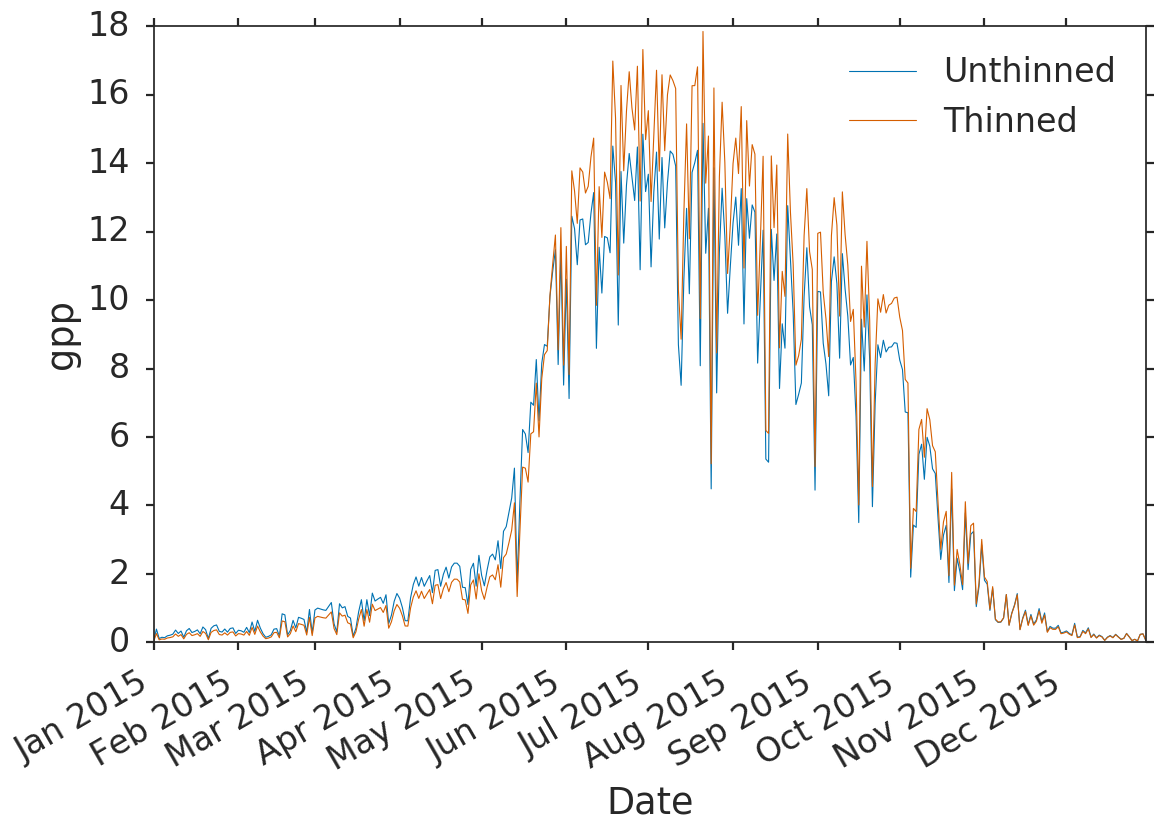 18
16
14
12
10
8
6
4
2
0
gpp
Unthinned
Thinned
Jan 2015
Feb 2015
Mar 2015
Apr 2015
May 2015
Jun 2015
Jul 2015
Aug 2015
Sep 2015
Oct 2015
Nov 2015
Dec 2015
Date